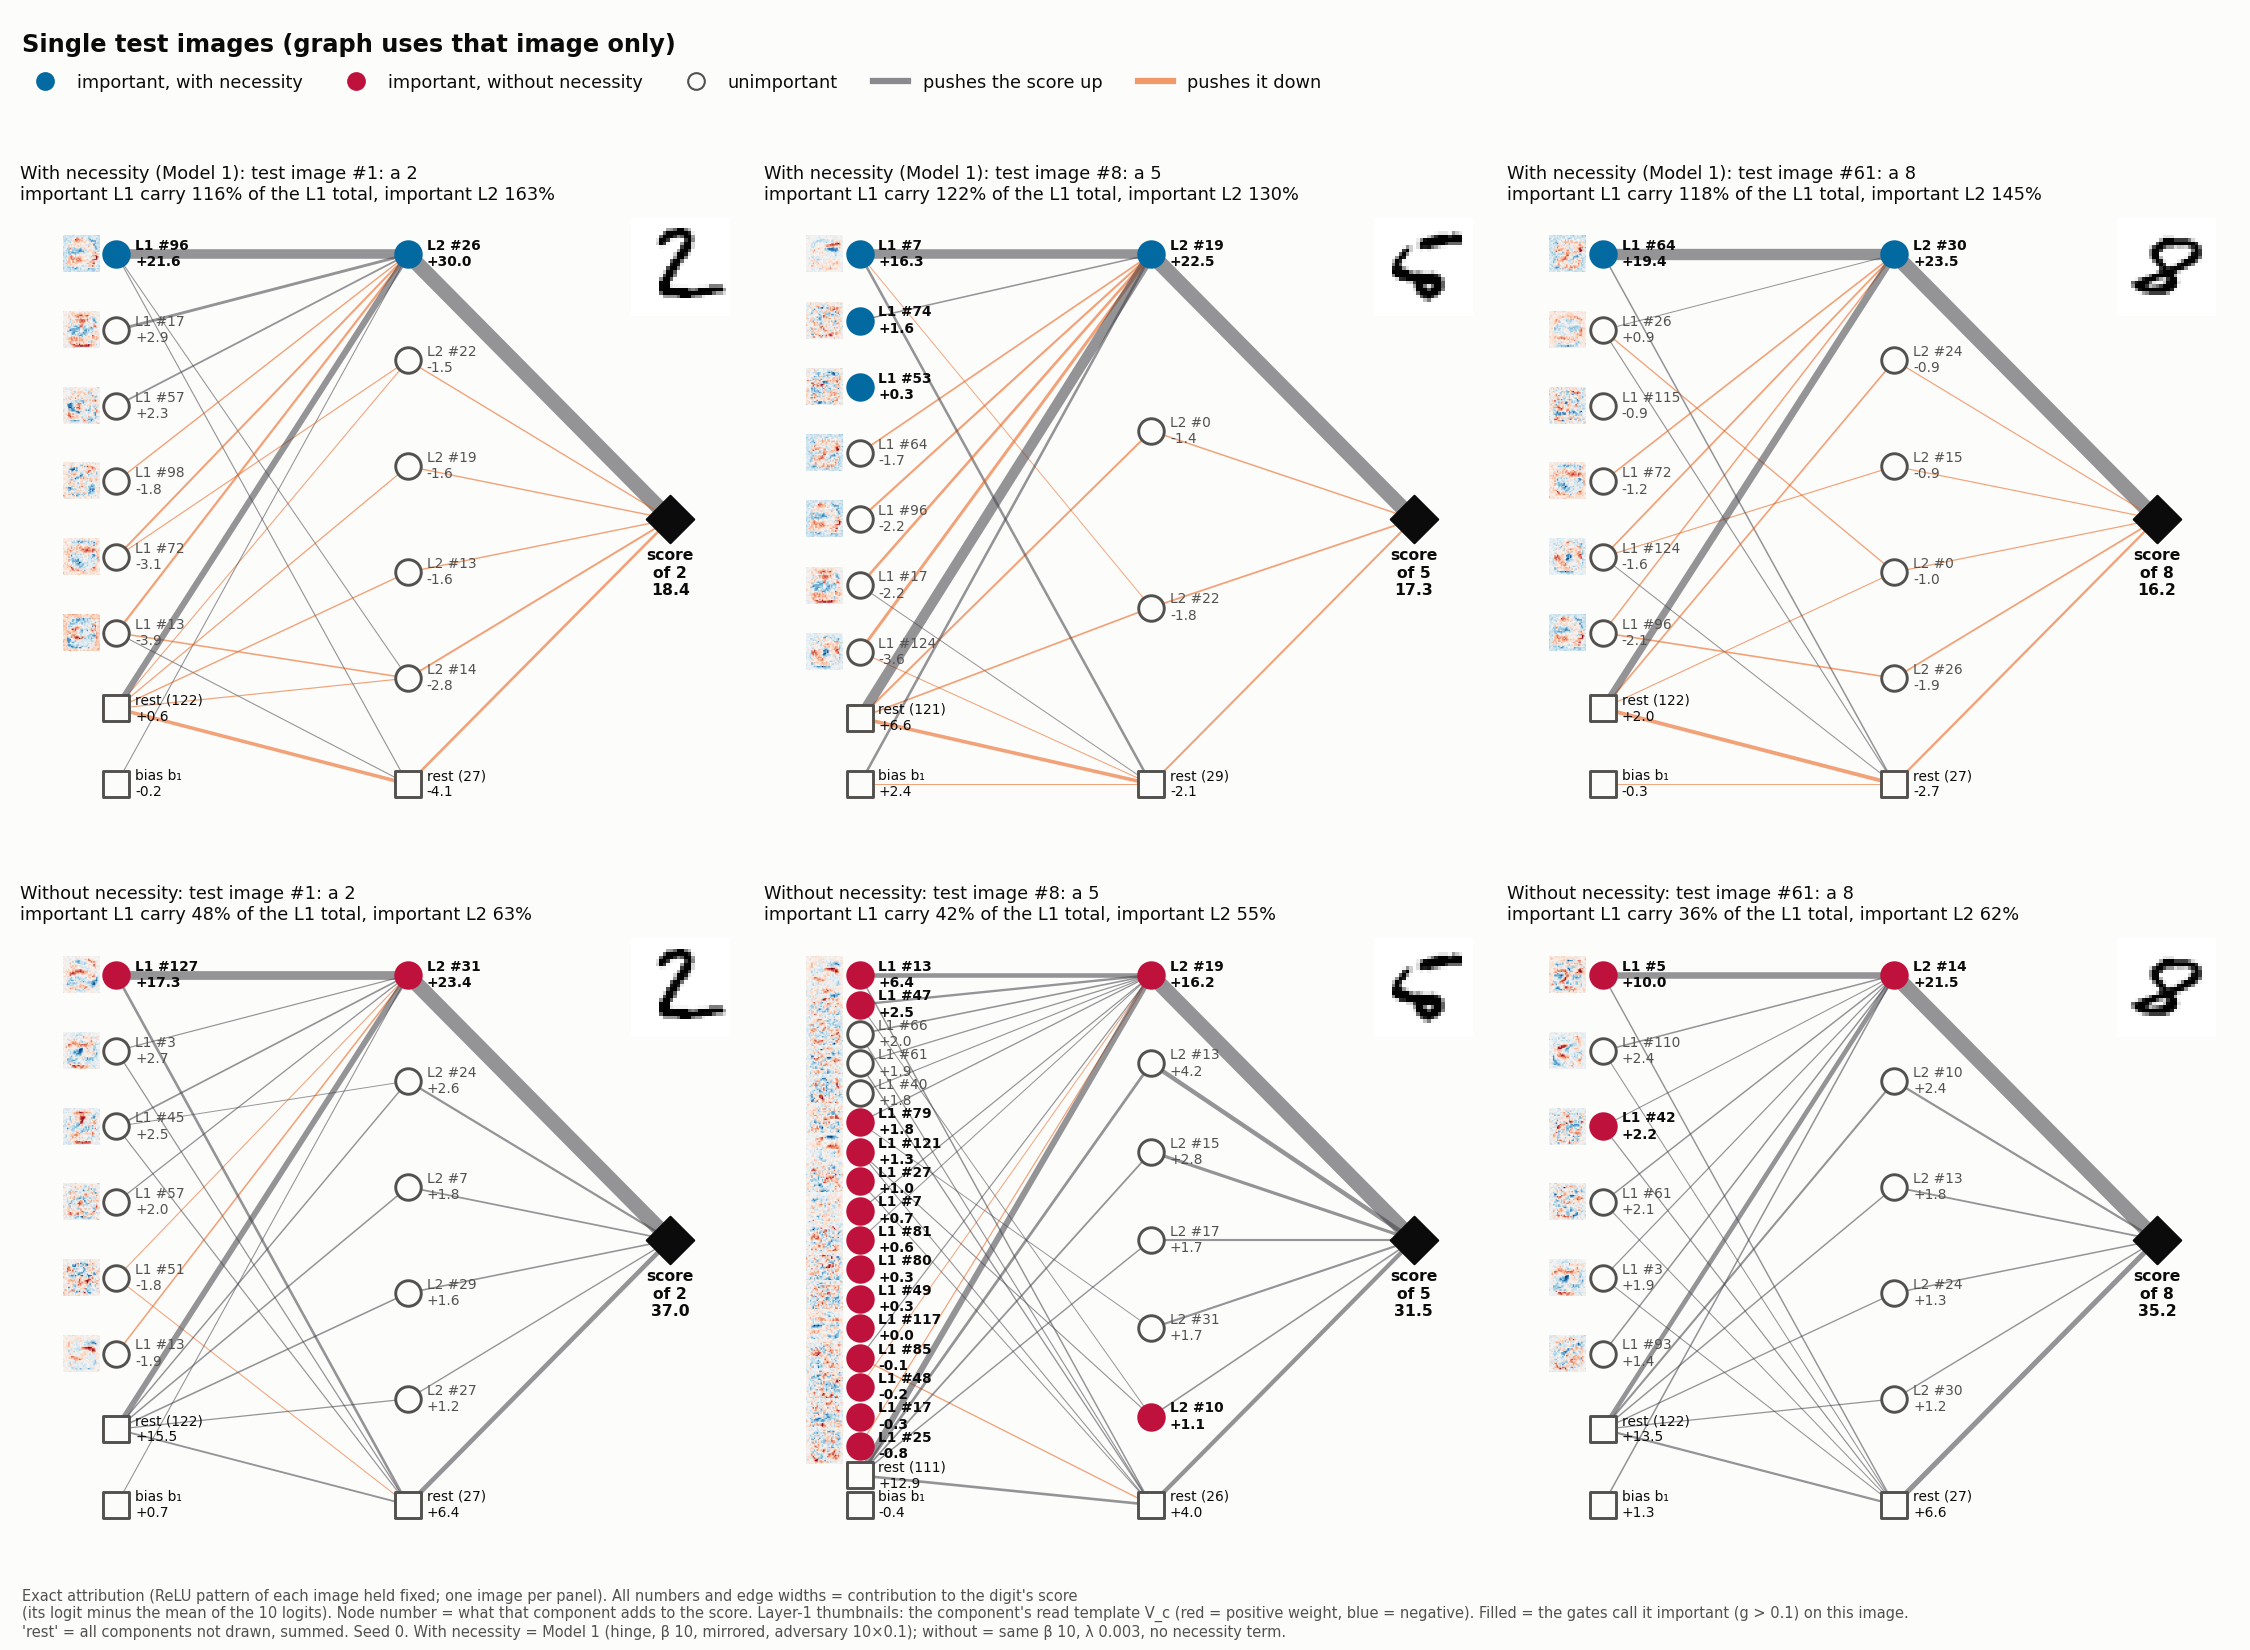 Single test images (graph uses that image only)
important, with necessity
important, without necessity
unimportant
pushes the score up
pushes it down
With necessity (Model 1): test image #1: a 2
important L1 carry 116% of the L1 total, important L2 163%
L1 #96
+21.6
L1 #17
+2.9
L1 #57
+2.3
L1 #98
-1.8
L1 #72
-3.1
L1 #13
-3.9
rest (122)
+0.6
bias b₁
-0.2
L2 #26
+30.0
L2 #22
-1.5
L2 #19
-1.6
L2 #13
-1.6
L2 #14
-2.8
rest (27)
-4.1
score
of 2
18.4
With necessity (Model 1): test image #8: a 5
important L1 carry 122% of the L1 total, important L2 130%
L1 #7
+16.3
L1 #74
+1.6
L1 #53
+0.3
L1 #64
-1.7
L1 #96
-2.2
L1 #17
-2.2
L1 #124
-3.6
rest (121)
+6.6
bias b₁
+2.4
L2 #19
+22.5
L2 #0
-1.4
L2 #22
-1.8
rest (29)
-2.1
score
of 5
17.3
With necessity (Model 1): test image #61: a 8
important L1 carry 118% of the L1 total, important L2 145%
L1 #64
+19.4
L1 #26
+0.9
L1 #115
-0.9
L1 #72
-1.2
L1 #124
-1.6
L1 #96
-2.1
rest (122)
+2.0
bias b₁
-0.3
L2 #30
+23.5
L2 #24
-0.9
L2 #15
-0.9
L2 #0
-1.0
L2 #26
-1.9
rest (27)
-2.7
score
of 8
16.2
Without necessity: test image #1: a 2
important L1 carry 48% of the L1 total, important L2 63%
L1 #127
+17.3
L1 #3
+2.7
L1 #45
+2.5
L1 #57
+2.0
L1 #51
-1.8
L1 #13
-1.9
rest (122)
+15.5
bias b₁
+0.7
L2 #31
+23.4
L2 #24
+2.6
L2 #7
+1.8
L2 #29
+1.6
L2 #27
+1.2
rest (27)
+6.4
score
of 2
37.0
Without necessity: test image #8: a 5
important L1 carry 42% of the L1 total, important L2 55%
L1 #13
+6.4
L1 #47
+2.5
L1 #66
+2.0
L1 #61
+1.9
L1 #40
+1.8
L1 #79
+1.8
L1 #121
+1.3
L1 #27
+1.0
L1 #7
+0.7
L1 #81
+0.6
L1 #80
+0.3
L1 #49
+0.3
L1 #117
+0.0
L1 #85
-0.1
L1 #48
-0.2
L1 #17
-0.3
L1 #25
-0.8
rest (111)
+12.9
bias b₁
-0.4
L2 #19
+16.2
L2 #13
+4.2
L2 #15
+2.8
L2 #17
+1.7
L2 #31
+1.7
L2 #10
+1.1
rest (26)
+4.0
score
of 5
31.5
Without necessity: test image #61: a 8
important L1 carry 36% of the L1 total, important L2 62%
L1 #5
+10.0
L1 #110
+2.4
L1 #42
+2.2
L1 #61
+2.1
L1 #3
+1.9
L1 #93
+1.4
rest (122)
+13.5
bias b₁
+1.3
L2 #14
+21.5
L2 #10
+2.4
L2 #13
+1.8
L2 #24
+1.3
L2 #30
+1.2
rest (27)
+6.6
score
of 8
35.2
Exact attribution (ReLU pattern of each image held fixed; one image per panel). All numbers and edge widths = contribution to the digit's score
(its logit minus the mean of the 10 logits). Node number = what that component adds to the score. Layer-1 thumbnails: the component's read template V_c (red = positive weight, blue = negative). Filled = the gates call it important (g > 0.1) on this image.
'rest' = all components not drawn, summed. Seed 0. With necessity = Model 1 (hinge, β 10, mirrored, adversary 10×0.1); without = same β 10, λ 0.003, no necessity term.